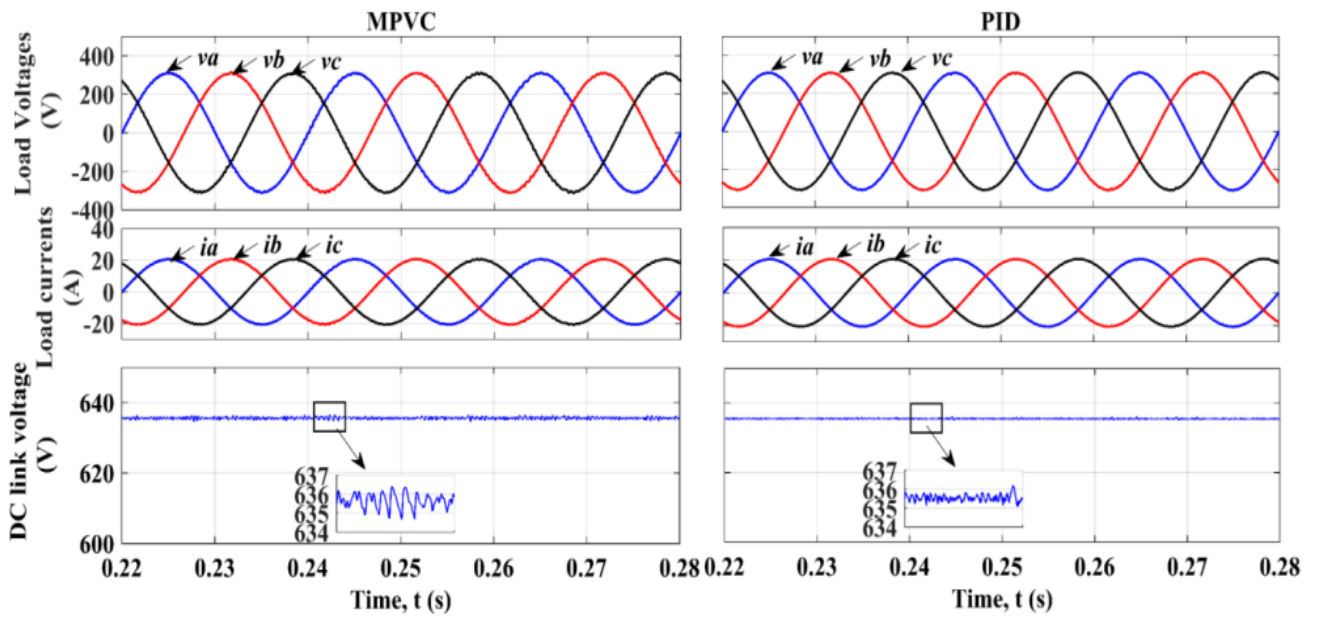 MPVC
PID
Load Voltages
(V)
400
200
0
-200
-400
va
vb
vc
va
vb
vc
Load currents
(A)
40
20
0
-20
ia
ib
ic
ia
ib
ic
DC link voltage
(V)
640
620
600
637
636
635
634
637
636
635
634
0.22 0.23 0.24 0.25 0.26 0.27 0.28
0.22 0.23 0.24 0.25 0.26 0.27 0.28
Time, t (s)
Time, t (s)